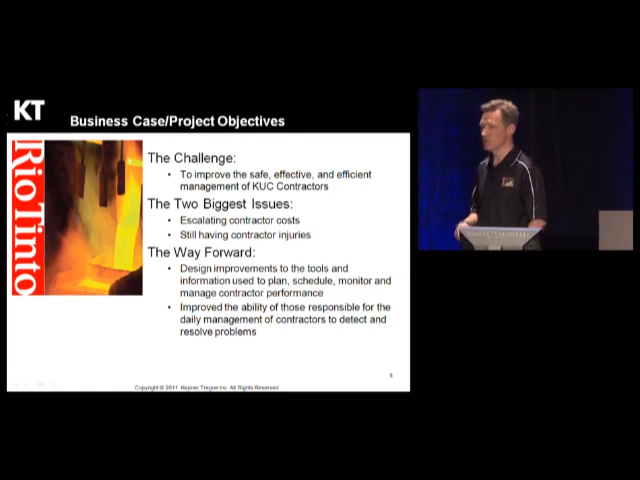 KT
Business Case/Project Objectives
RioTinto
The Challenge:
• To improve the safe, effective, and efficient
management of KUC Contractors
The Two Biggest Issues:
• Escalating contractor costs
• Still having contractor injuries
The Way Forward:
• Design improvements to the tools and
information used to plan, schedule, monitor and
manage contractor performance
• Improved the ability of those responsible for the
daily management of contractors to detect and
resolve problems
6
Copyright © 2011 Kepner Tregoe Inc. All Rights Reserved